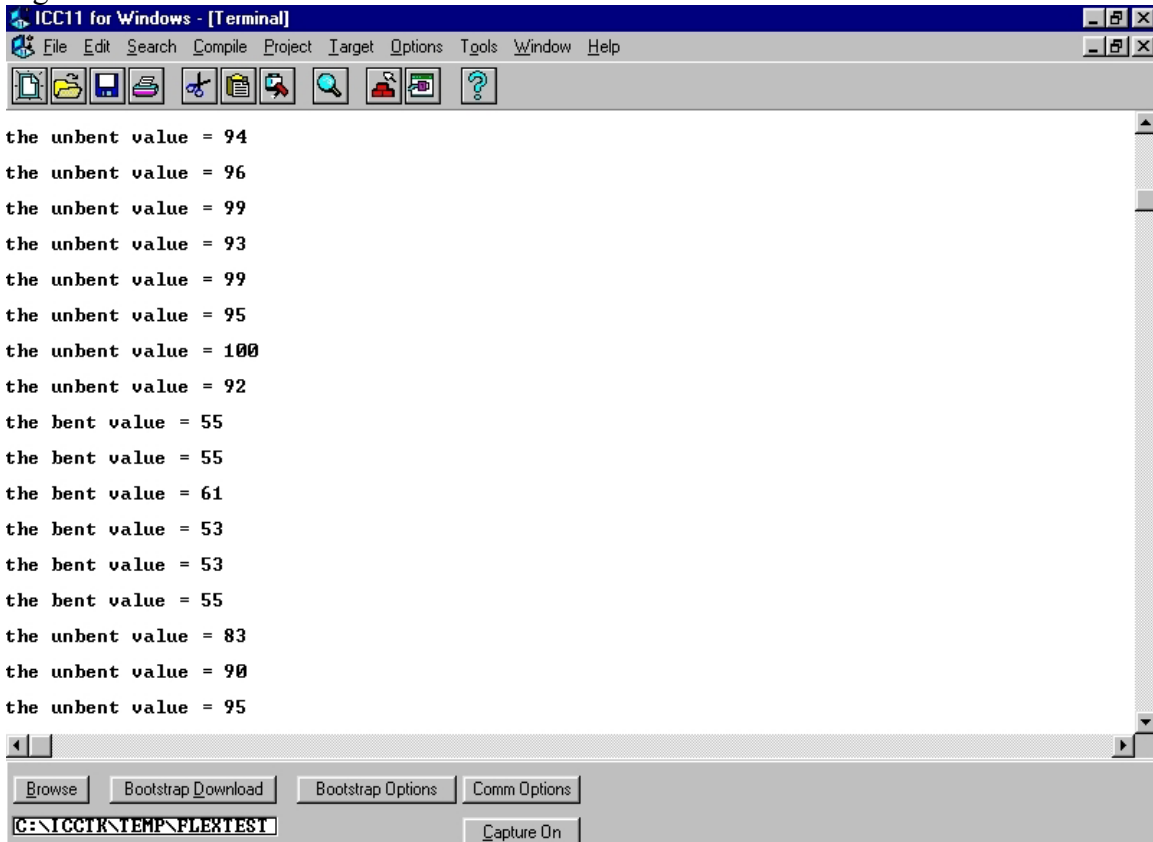 ICC11 for Windows - [Terminal]
File Edit Search Compile Project Target Options Tools Window Help
the unbent value = 94
the unbent value = 96
the unbent value = 99
the unbent value = 93
the unbent value = 99
the unbent value = 95
the unbent value = 100
the unbent value = 92
the bent value = 55
the bent value = 55
the bent value = 61
the bent value = 53
the bent value = 53
the bent value = 55
the unbent value = 83
the unbent value = 90
the unbent value = 95
Browse Bootstrap Download Bootstrap Options Comm Options
C:\ICCTK\TEMP\FLEXTEST Capture On